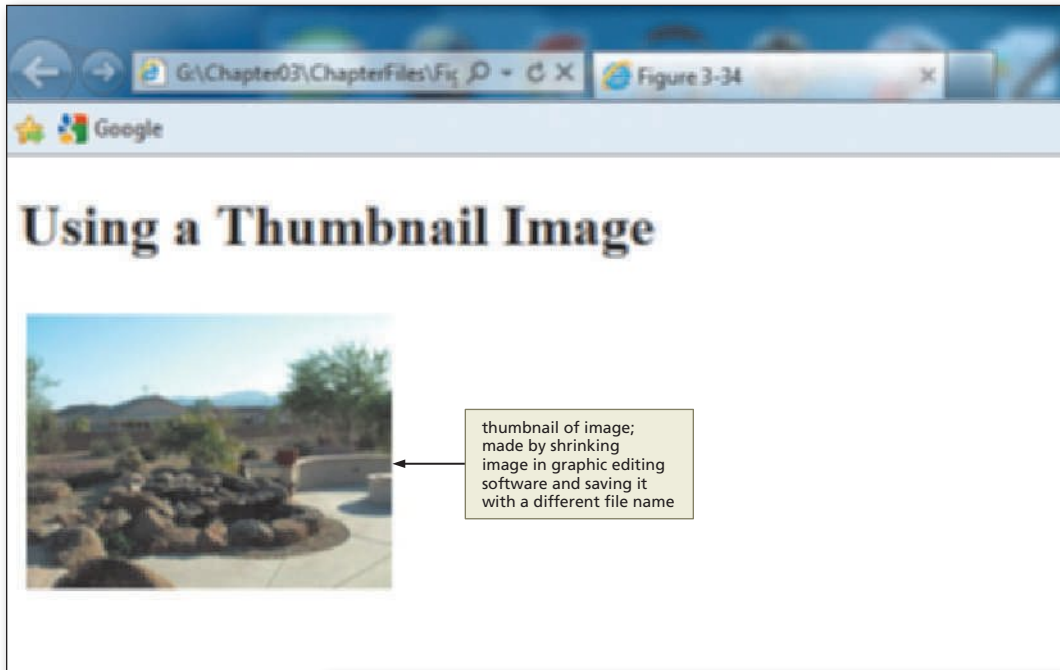 G:\Chapter03\ChapterFiles\Fig
Figure 3-34
Google
Using a Thumbnail Image
thumbnail of image;
made by shrinking
image in graphic editing
software and saving it
with a different file name